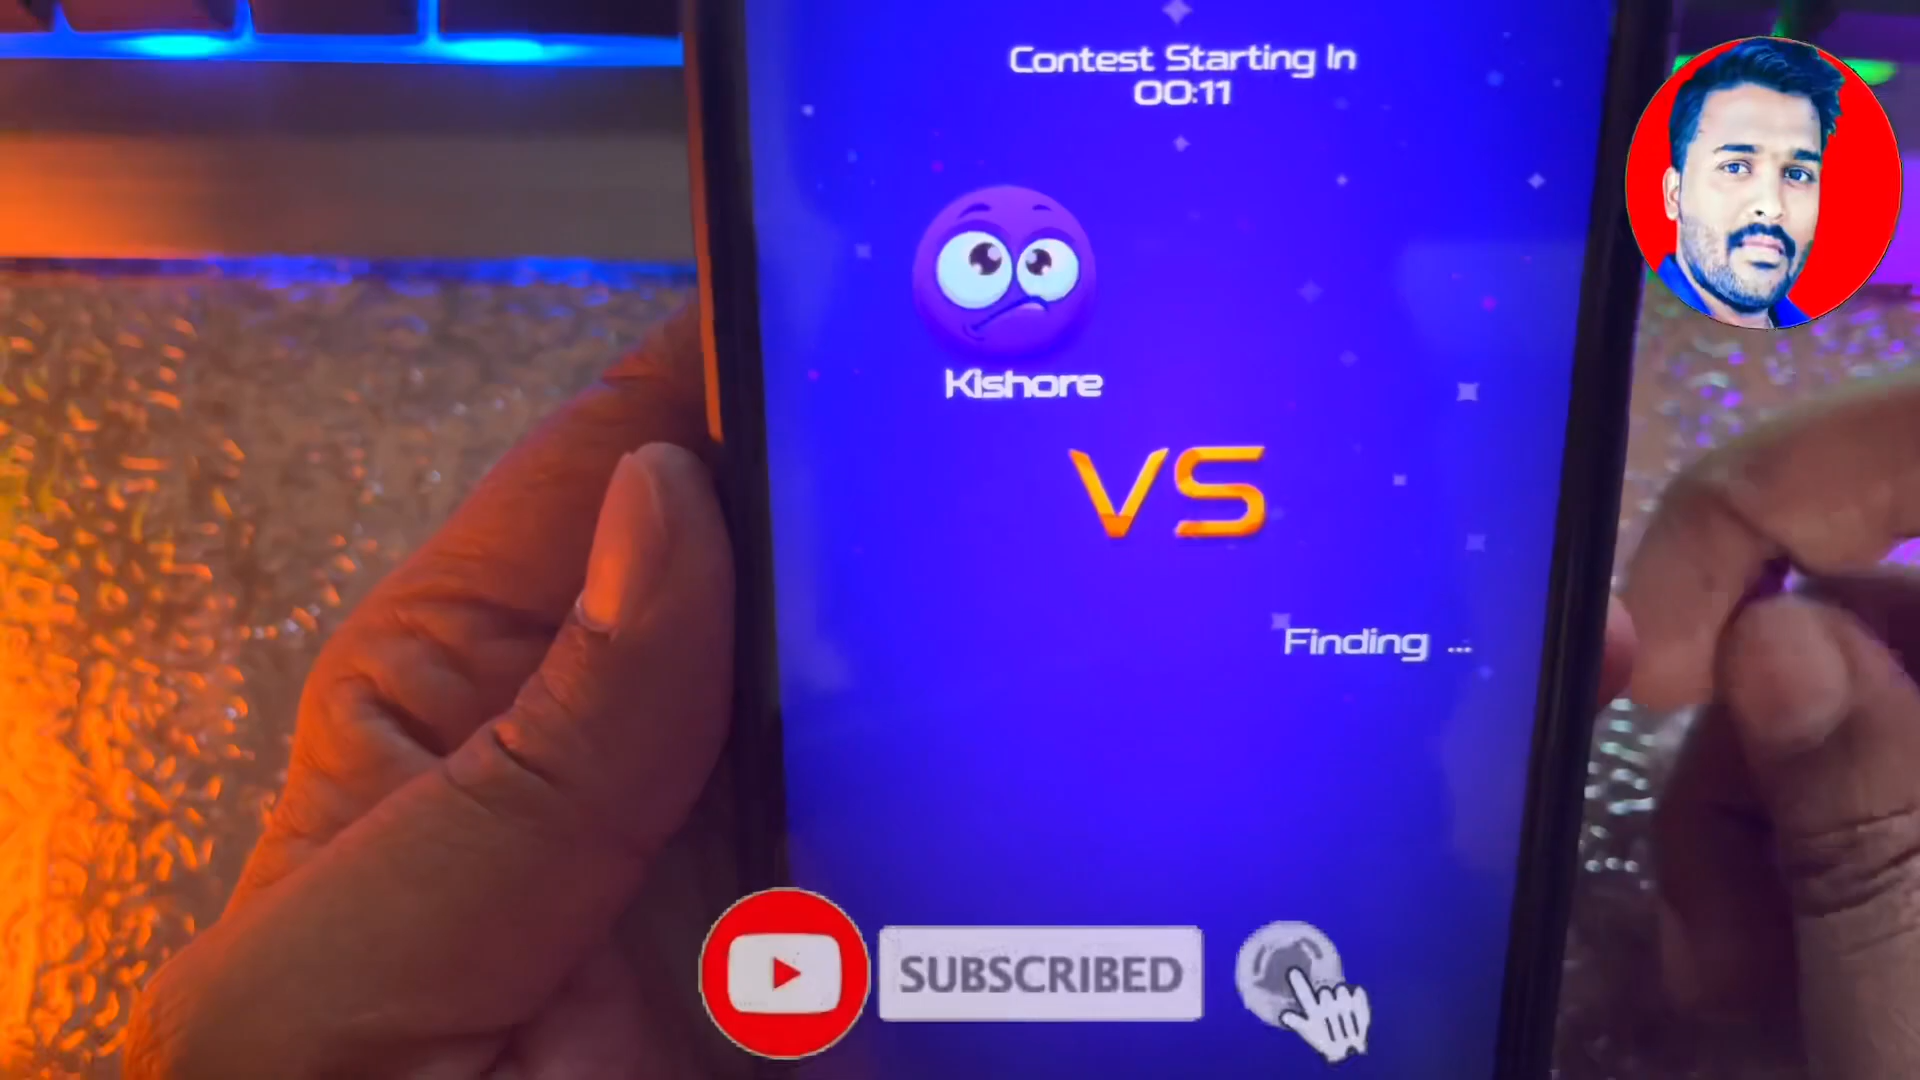 Contest Starting In
00:11
Kishore
VS
Finding ...
SUBSCRIBED